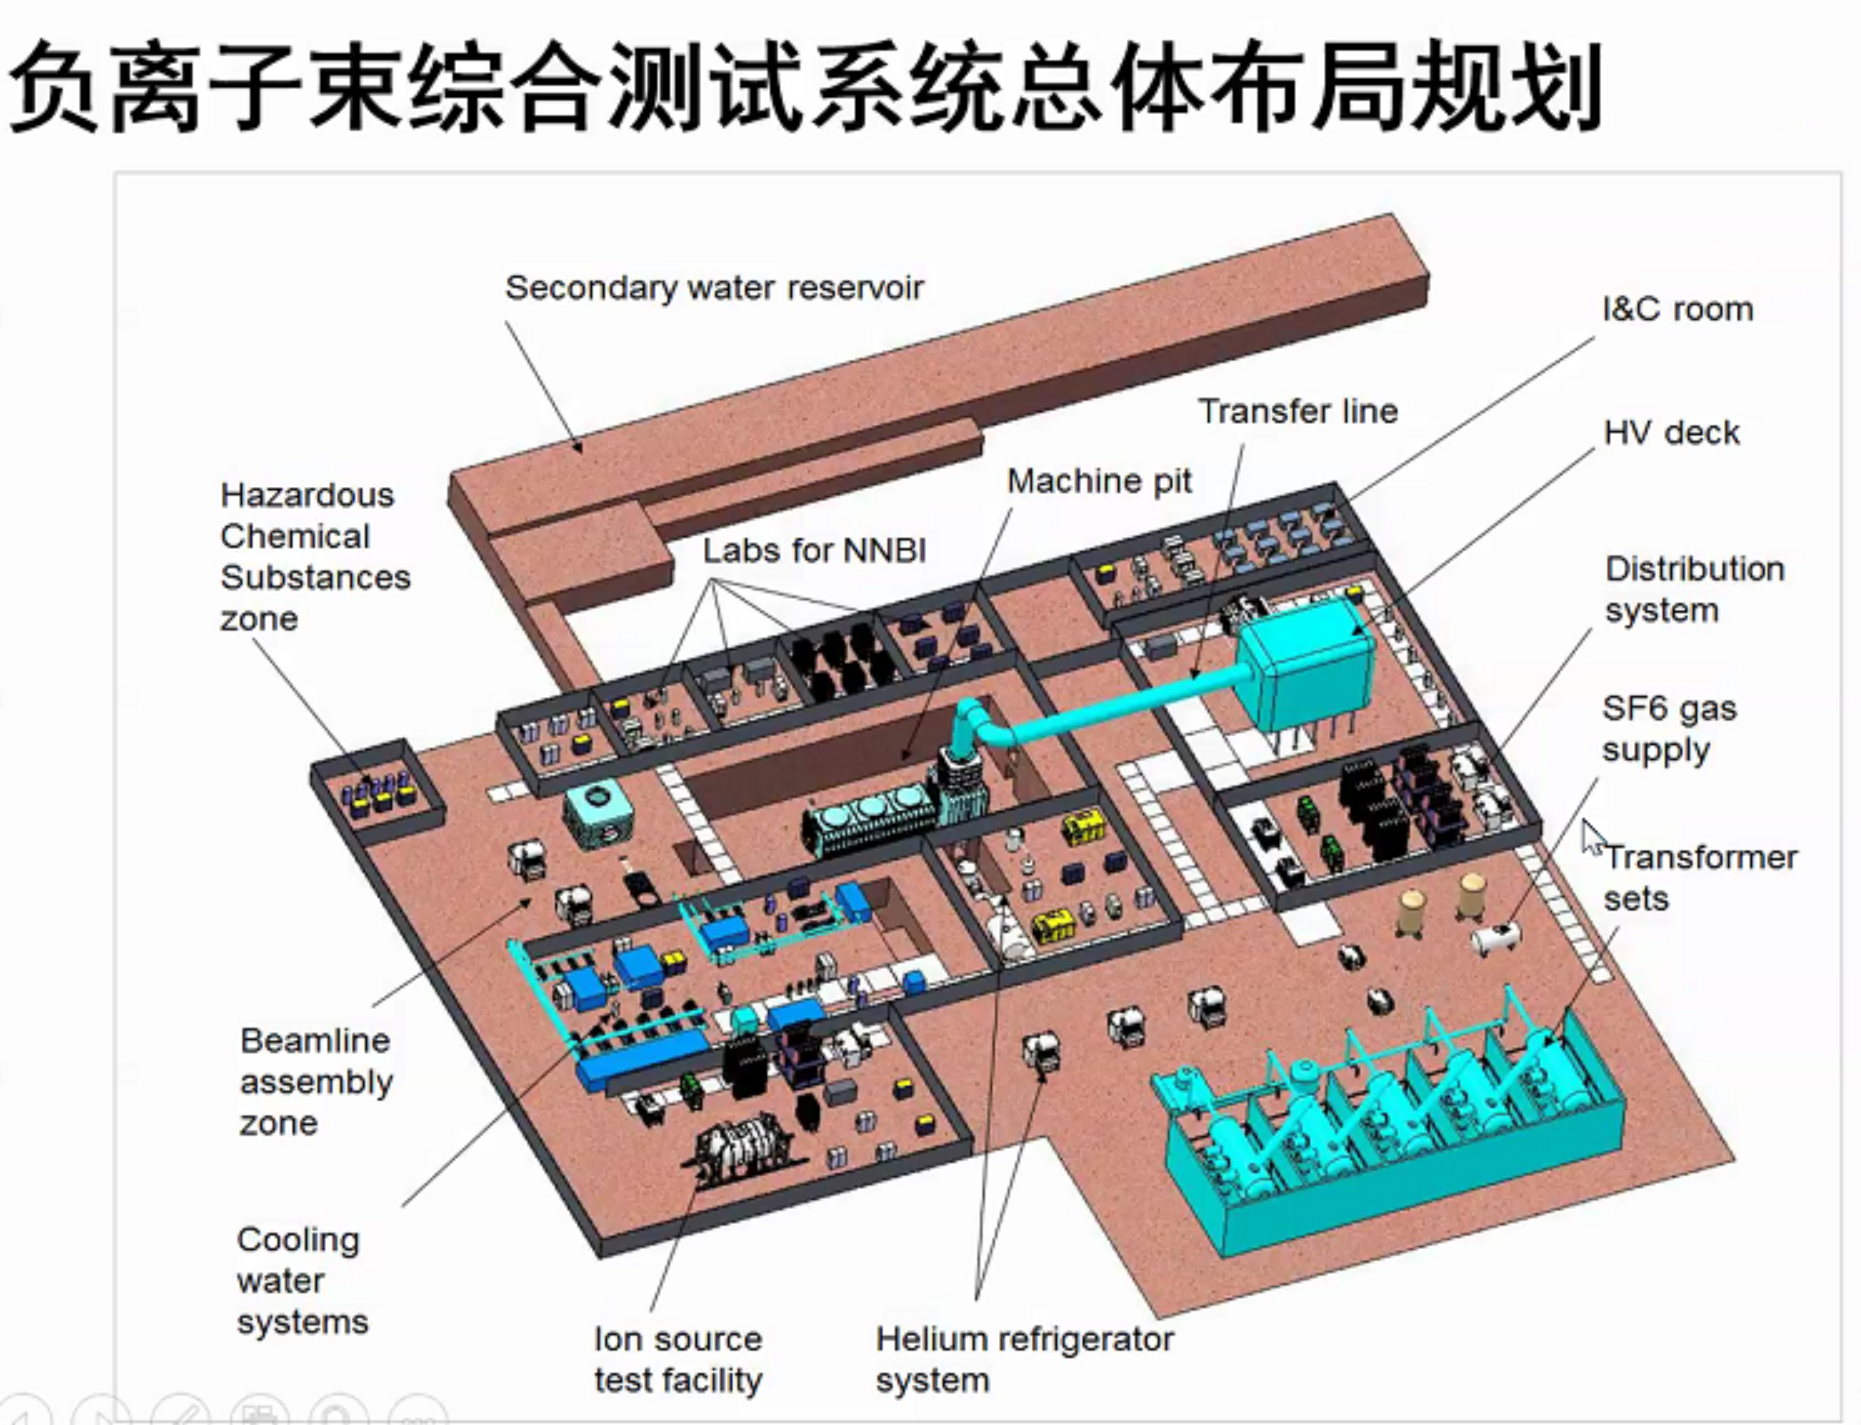 负离子束综合测试系统总体布局规划
Secondary water reservoir
I&C room
Transfer line
HV deck
Machine pit
Hazardous
Chemical
Substances
zone
Labs for NNBI
Distribution
system
SF6 gas
supply
Transformer
sets
Beamline
assembly
zone
Cooling
water
systems
Ion source
test facility
Helium refrigerator
system